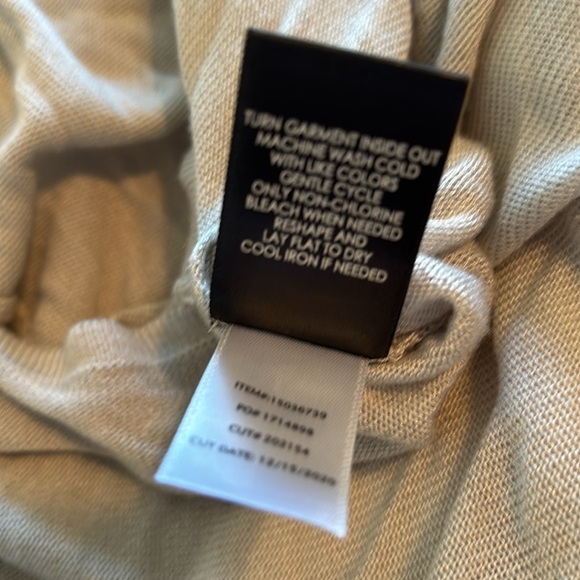 TURN GARMENT INSIDE OUT
MACHINE WASH COLD
WITH LIKE COLORS
GENTLE CYCLE
ONLY NON-CHLORINE
BLEACH WHEN NEEDED
RESHAPE AND
LAY FLAT TO DRY
COOL IRON IF NEEDED
ITEM#:15036739
PO# 1714898
CUT# 202154
CUT DATE: 12/15/2020